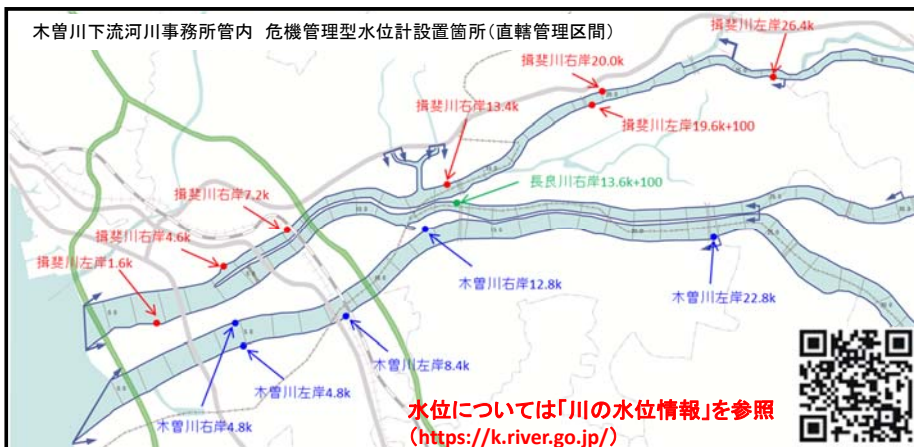 木曽川下流河川事務所管内 危機管理型水位計設置箇所(直轄管理区間)
揖斐川左岸26.4k
揖斐川右岸20.0k
揖斐川右岸13.4k
揖斐川左岸19.6k+100
長良川右岸13.6k+100
揖斐川右岸7.2k
揖斐川右岸4.6k
揖斐川左岸1.6k
木曽川右岸12.8k
木曽川左岸22.8k
木曽川左岸8.4k
木曽川左岸4.8k
木曽川右岸4.8k
水位については「川の水位情報」を参照
(https://k.river.go.jp/)